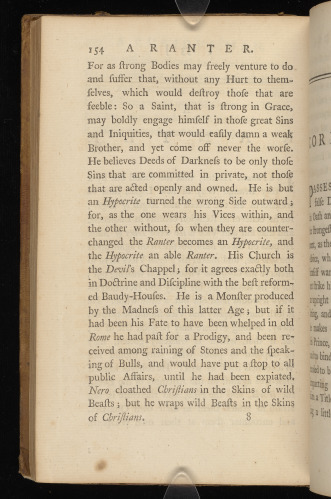 154 A RANTER.
For as ſtrong Bodies may freely venture to do
and ſuffer that, without any Hurt to them-
ſelves, which would deſtroy thoſe that are
feeble: So a Saint, that is ſtrong in Grace,
may boldly engage himſelf in thoſe great Sins
and Iniquities, that would eaſily damn a weak
Brother, and yet come off never the worſe.
He believes Deeds of Darkneſs to be only thoſe
Sins that are committed in private, not thoſe
that are acted openly and owned. He is but
an Hypocrite turned the wrong Side outward;
for, as the one wears his Vices within, and
the other without, ſo when they are counter-
changed the Ranter becomes an Hypocrite, and
the Hypocrite an able Ranter. His Church is
the Devil's Chappel; for it agrees exactly both
in Doctrine and Diſcipline with the beſt reform-
ed Baudy-Houſes. He is a Monſter produced
by the Madneſs of this latter Age; but if it
had been his Fate to have been whelped in old
Rome he had paſt for a Prodigy, and been re-
ceived among raining of Stones and the ſpeak-
ing of Bulls, and would have put a ſtop to all
public Affairs, until he had been expiated.
Nero cloathed Chriſtians in the Skins of wild
Beaſts; but he wraps wild Beaſts in the Skins
of Chriſtians. 8